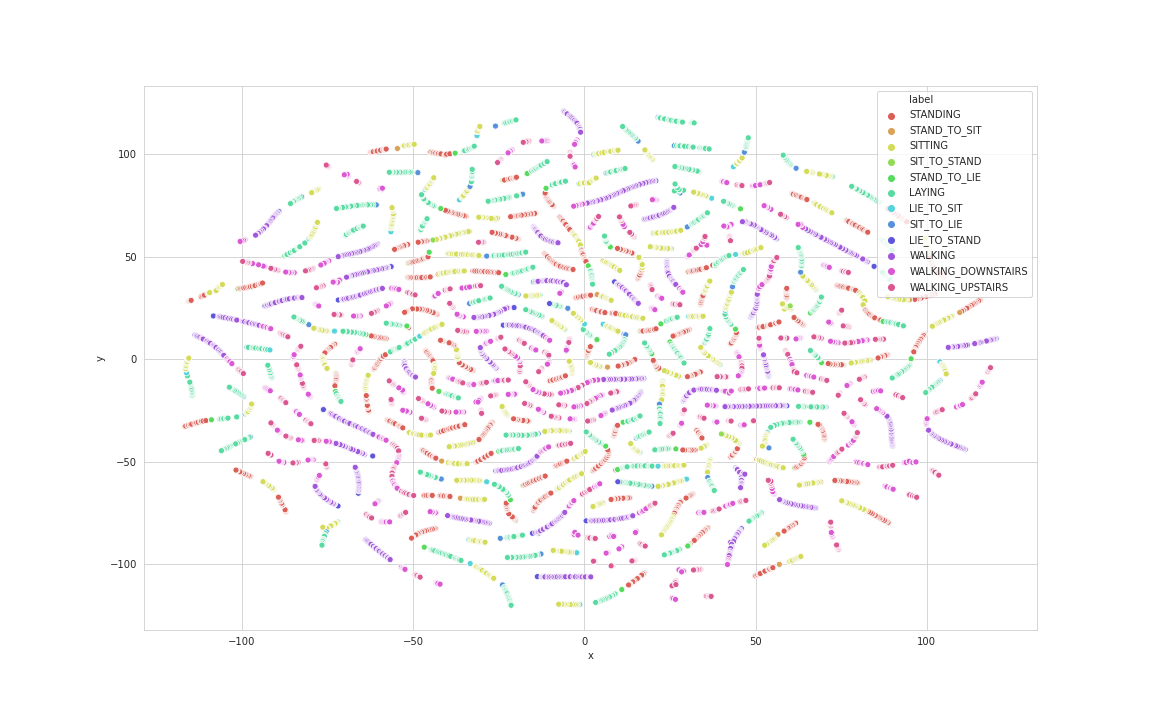 label
STANDING
STAND_TO_SIT
SITTING
SIT_TO_STAND
STAND_TO_LIE
LAYING
LIE_TO_SIT
SIT_TO_LIE
LIE_TO_STAND
WALKING
WALKING_DOWNSTAIRS
WALKING_UPSTAIRS
100
50
0
−50
−100
y
−100
−50
0
50
100
x